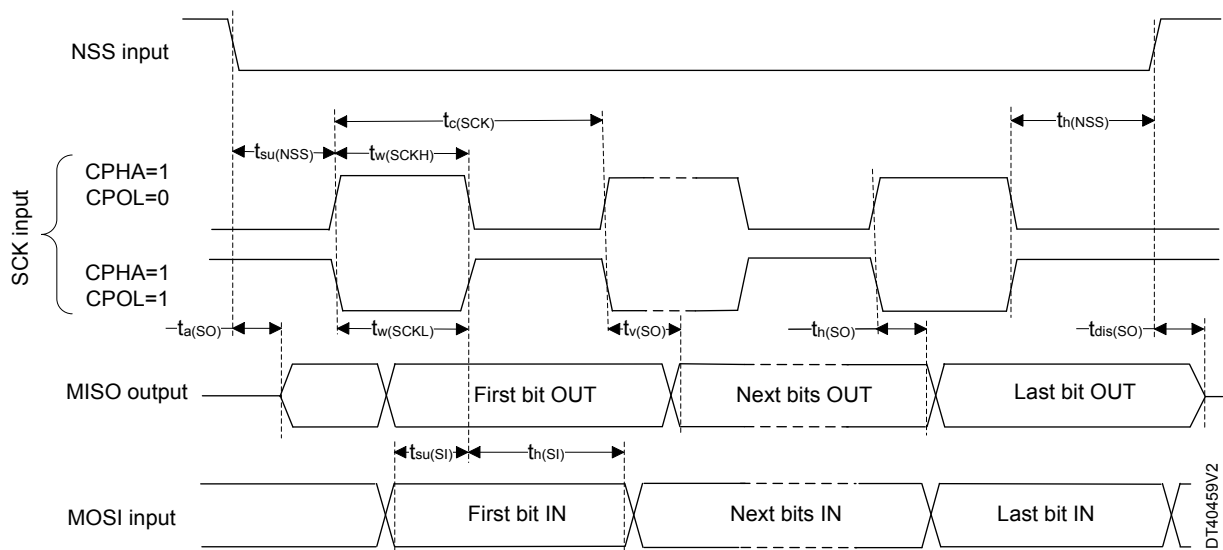 NSS input
tc(SCK)
th(NSS)
tsu(NSS)
tw(SCKH)
SCK input
CPHA=1
CPOL=0
CPHA=1
CPOL=1
ta(SO)
tw(SCKL)
tv(SO)
th(SO)
tdis(SO)
MISO output
First bit OUT
Next bits OUT
Last bit OUT
tsu(SI)
th(SI)
MOSI input
First bit IN
Next bits IN
Last bit IN
DT40459V2